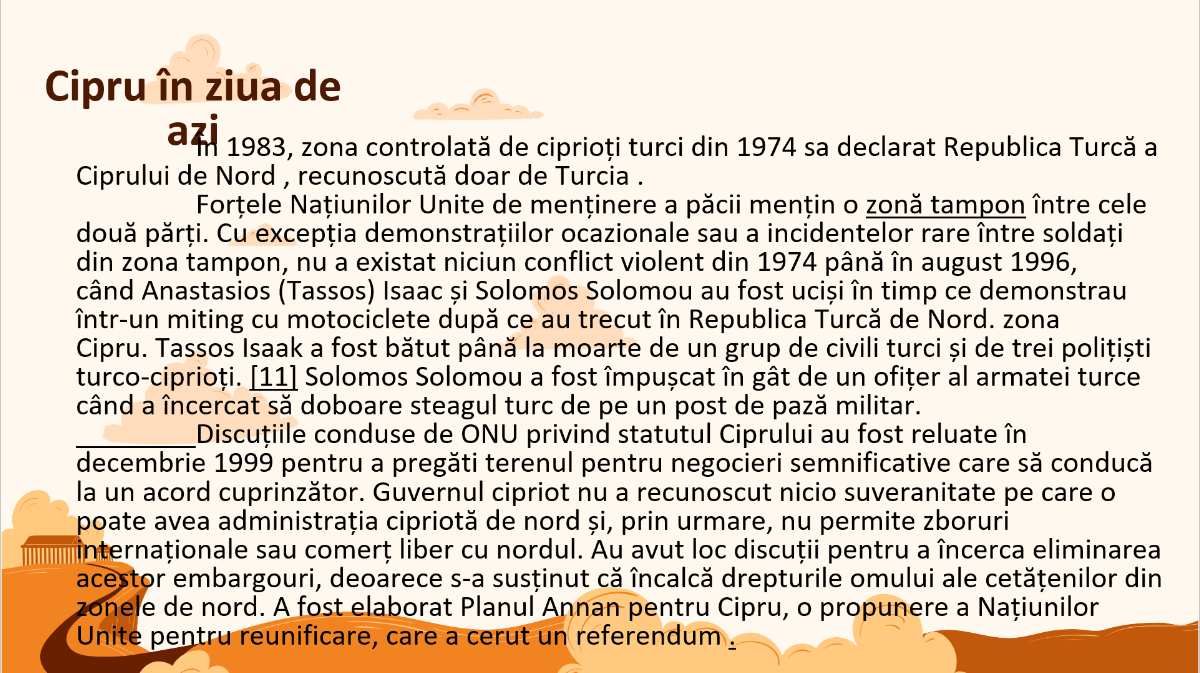 Cipru în ziua de
azi
În 1983, zona controlată de ciprioți turci din 1974 sa declarat Republica Turcă a
Ciprului de Nord , recunoscută doar de Turcia .
Forțele Națiunilor Unite de menținere a păcii mențin o zonă tampon între cele
două părți. Cu excepția demonstrațiilor ocazionale sau a incidentelor rare între soldați
din zona tampon, nu a existat niciun conflict violent din 1974 până în august 1996,
când Anastasios (Tassos) Isaac și Solomos Solomou au fost uciși în timp ce demonstrau
într-un miting cu motociclete după ce au trecut în Republica Turcă de Nord. zona
Cipru. Tassos Isaak a fost bătut până la moarte de un grup de civili turci și de trei polițiști
turco-ciprioți. [11] Solomos Solomou a fost împușcat în gât de un ofițer al armatei turce
când a încercat să doboare steagul turc de pe un post de pază militar.
Discuțiile conduse de ONU privind statutul Ciprului au fost reluate în
decembrie 1999 pentru a pregăti terenul pentru negocieri semnificative care să conducă
la un acord cuprinzător. Guvernul cipriot nu a recunoscut nicio suveranitate pe care o
poate avea administrația cipriotă de nord și, prin urmare, nu permite zboruri
internaționale sau comerț liber cu nordul. Au avut loc discuții pentru a încerca eliminarea
acestor embargouri, deoarece s-a susținut că încalcă drepturile omului ale cetățenilor din
zonele de nord. A fost elaborat Planul Annan pentru Cipru, o propunere a Națiunilor
Unite pentru reunificare, care a cerut un referendum .